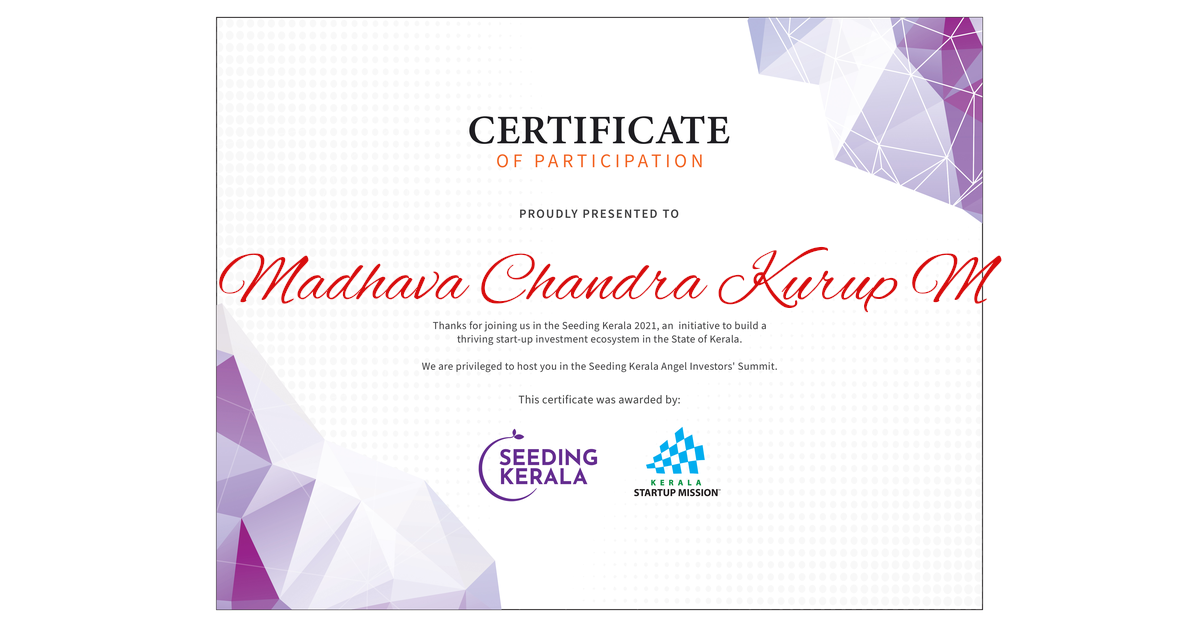 CERTIFICATE
OF PARTICIPATION
PROUDLY PRESENTED TO
Madhava Chandra Kurup M
Thanks for joining us in the Seeding Kerala 2021, an initiative to build a
thriving start-up investment ecosystem in the State of Kerala.
We are privileged to host you in the Seeding Kerala Angel Investors' Summit.
This certificate was awarded by:
SEEDING
KERALA
KERALA
STARTUP MISSION